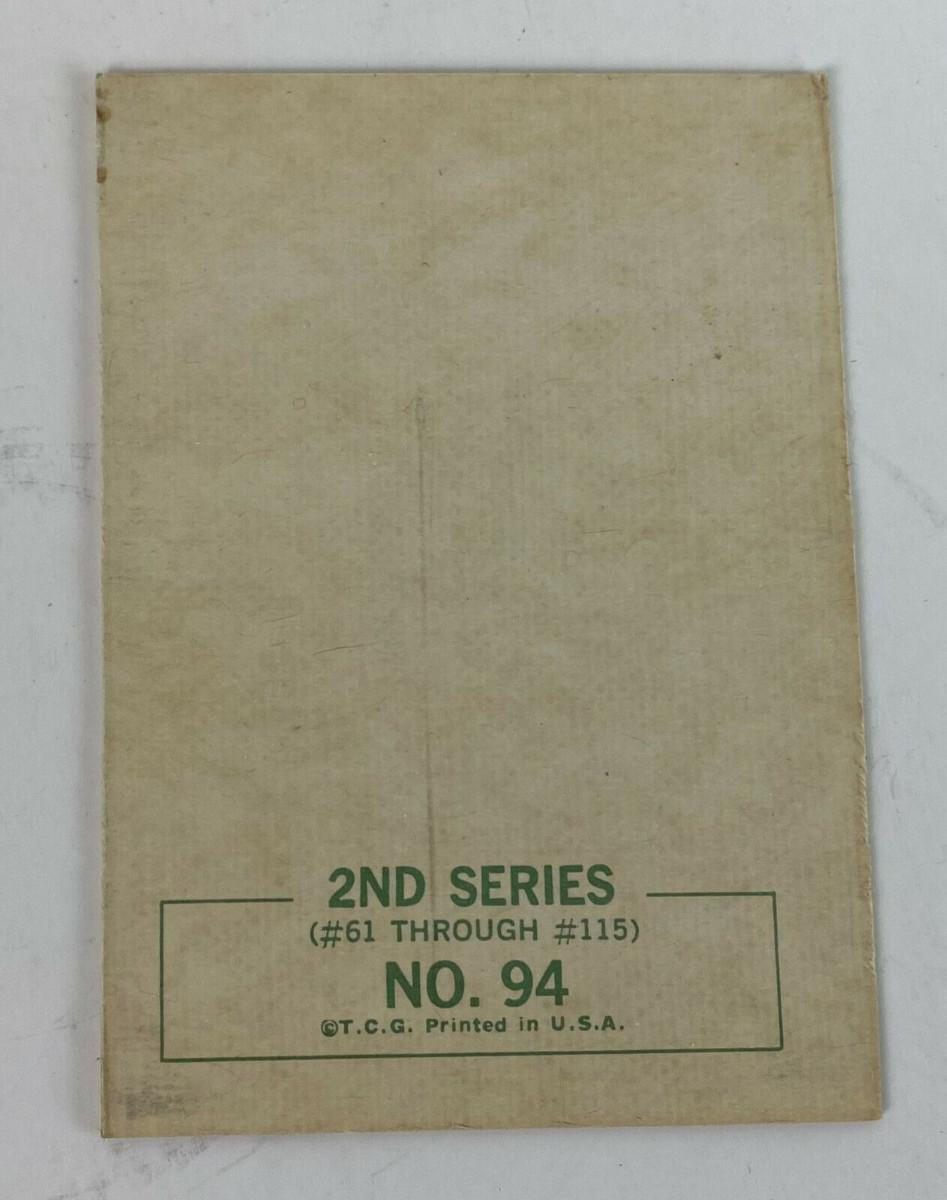 2ND SERIES
(#61 THROUGH #115)
NO. 94
©T.C.G. Printed in U.S.A.